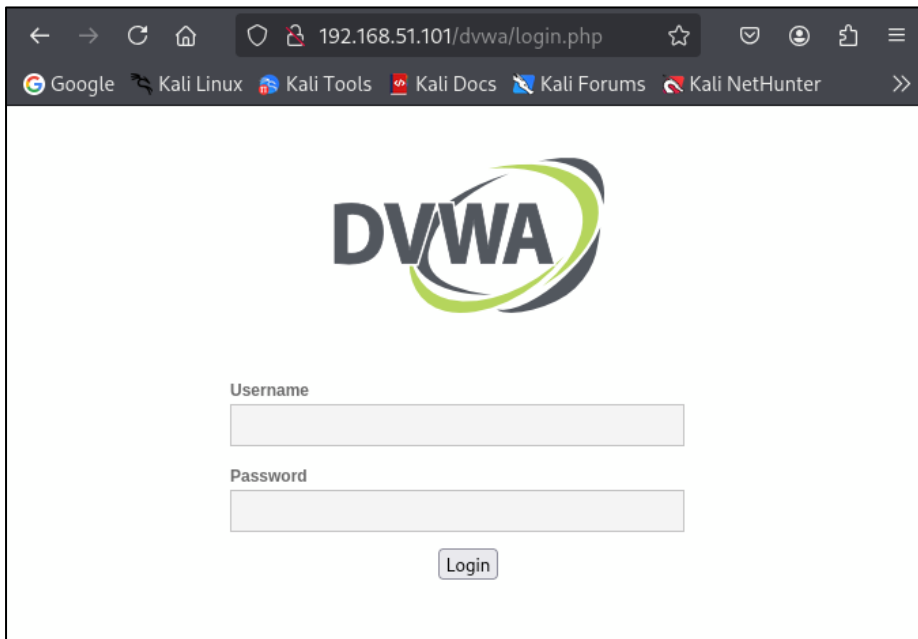 192.168.51.101/dvwa/login.php
Google Kali Linux Kali Tools Kali Docs Kali Forums Kali NetHunter
DVWA
Username
Password
Login